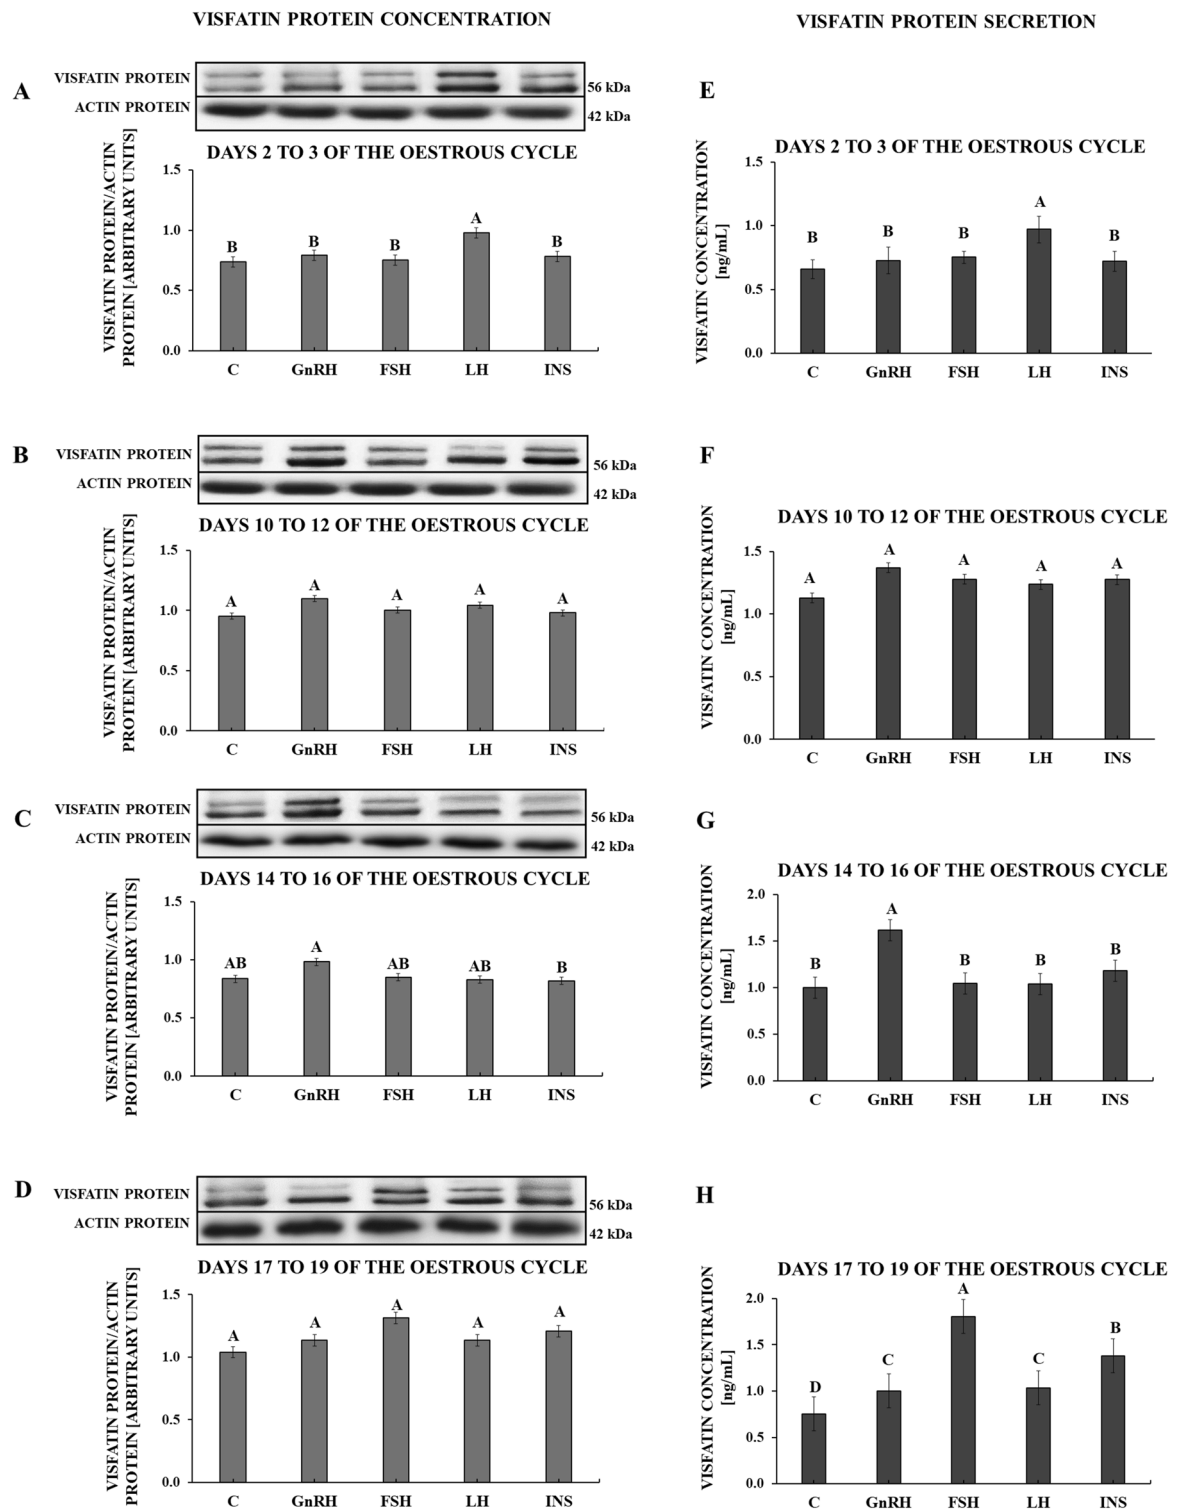 VISFATIN PROTEIN CONCENTRATION
VISFATIN PROTEIN SECRETION
A
VISFATIN PROTEIN
56 kDa
ACTIN PROTEIN
42 kDa
DAYS 2 TO 3 OF THE OESTROUS CYCLE
VISFATIN PROTEIN/ACTIN
PROTEIN [ARBITRARY UNITS]
1.5
1.0
0.5
0.0
B
B
B
A
B
C GnRH FSH LH INS
E
DAYS 2 TO 3 OF THE OESTROUS CYCLE
VISFATIN CONCENTRATION
[ng/mL]
1.5
1.0
0.5
0.0
B
B
B
A
B
C GnRH FSH LH INS
B
VISFATIN PROTEIN
56 kDa
ACTIN PROTEIN
42 kDa
DAYS 10 TO 12 OF THE OESTROUS CYCLE
VISFATIN PROTEIN/ACTIN
PROTEIN [ARBITRARY UNITS]
1.5
1.0
0.5
0.0
A
A
A
A
A
C GnRH FSH LH INS
F
DAYS 10 TO 12 OF THE OESTROUS CYCLE
VISFATIN CONCENTRATION
[ng/mL]
1.5
1.0
0.5
0.0
A
A
A
A
A
C GnRH FSH LH INS
C
VISFATIN PROTEIN
56 kDa
ACTIN PROTEIN
42 kDa
DAYS 14 TO 16 OF THE OESTROUS CYCLE
VISFATIN PROTEIN/ACTIN
PROTEIN [ARBITRARY UNITS]
1.5
1.0
0.5
0.0
AB
A
AB
AB
B
C GnRH FSH LH INS
G
DAYS 14 TO 16 OF THE OESTROUS CYCLE
VISFATIN CONCENTRATION
[ng/mL]
2.0
1.5
1.0
0.5
0.0
B
A
B
B
B
C GnRH FSH LH INS
D
VISFATIN PROTEIN
56 kDa
ACTIN PROTEIN
42 kDa
DAYS 17 TO 19 OF THE OESTROUS CYCLE
VISFATIN PROTEIN/ACTIN
PROTEIN [ARBITRARY UNITS]
1.5
1.0
0.5
0.0
A
A
A
A
A
C GnRH FSH LH INS
H
DAYS 17 TO 19 OF THE OESTROUS CYCLE
VISFATIN CONCENTRATION
[ng/mL]
2.0
1.5
1.0
0.5
0.0
D
C
A
C
B
C GnRH FSH LH INS